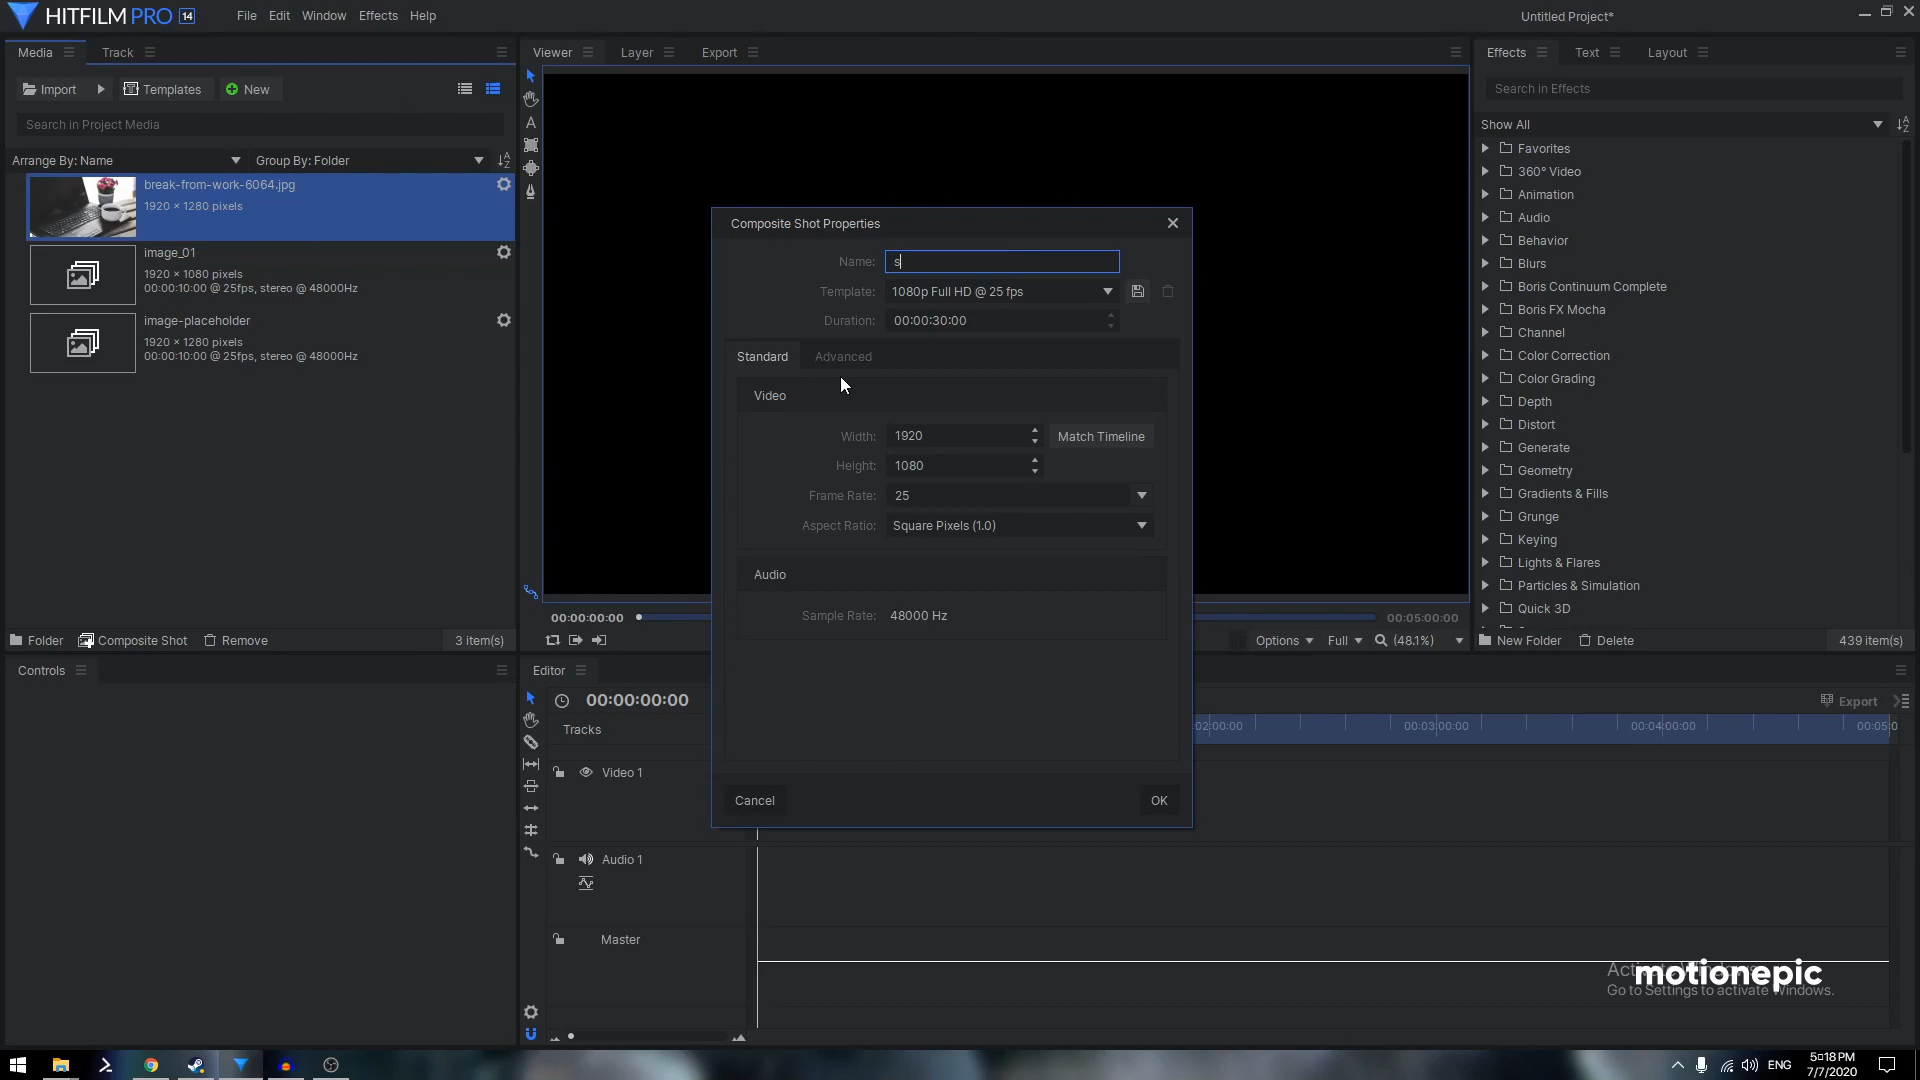 HITFILM PRO 14
File Edit Window Effects Help
Untitled Project*
Media Track
Viewer Layer Export
Effects Text Layout
Import Templates New
Search in Effects
Search in Project Media
Show All
Arrange By: Name Group By: Folder
break-from-work-6064.jpg
1920 × 1280 pixels
image_01
1920 × 1080 pixels
00:00:10:00 @ 25fps, stereo @ 48000Hz
image-placeholder
1920 × 1280 pixels
00:00:10:00 @ 25fps, stereo @ 48000Hz
Folder Composite Shot Remove 3 item(s)
Composite Shot Properties
Name: s
Template: 1080p Full HD @ 25 fps
Duration: 00:00:30:00
Standard Advanced
Video
Width: 1920 Match Timeline
Height: 1080
Frame Rate: 25
Aspect Ratio: Square Pixels (1.0)
Audio
Sample Rate: 48000 Hz
Cancel OK
00:00:00:00 00:05:00:00
Options Full (48.1%)
Favorites
360° Video
Animation
Audio
Behavior
Blurs
Boris Continuum Complete
Boris FX Mocha
Channel
Color Correction
Color Grading
Depth
Distort
Generate
Geometry
Gradients & Fills
Grunge
Keying
Lights & Flares
Particles & Simulation
Quick 3D
New Folder Delete 439 item(s)
Controls
Editor
00:00:00:00
Export
Tracks
02:00:00 00:03:00:00 00:04:00:00 00:05:0
Video 1
Audio 1
Master
motionepic
Go to Settings to activate Windows.
ENG
5:18 PM
7/7/2020